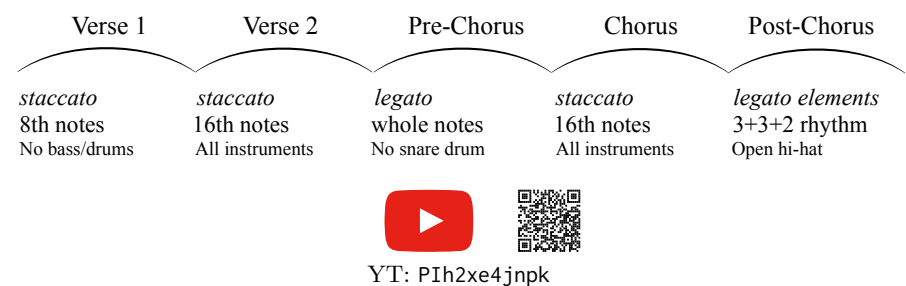 Verse 1 Verse 2 Pre-Chorus Chorus Post-Chorus
staccato staccato legato staccato legato elements
8th notes 16th notes whole notes 16th notes 3+3+2 rhythm
No bass/drums All instruments No snare drum All instruments Open hi-hat
YT: PIh2xe4jnpk